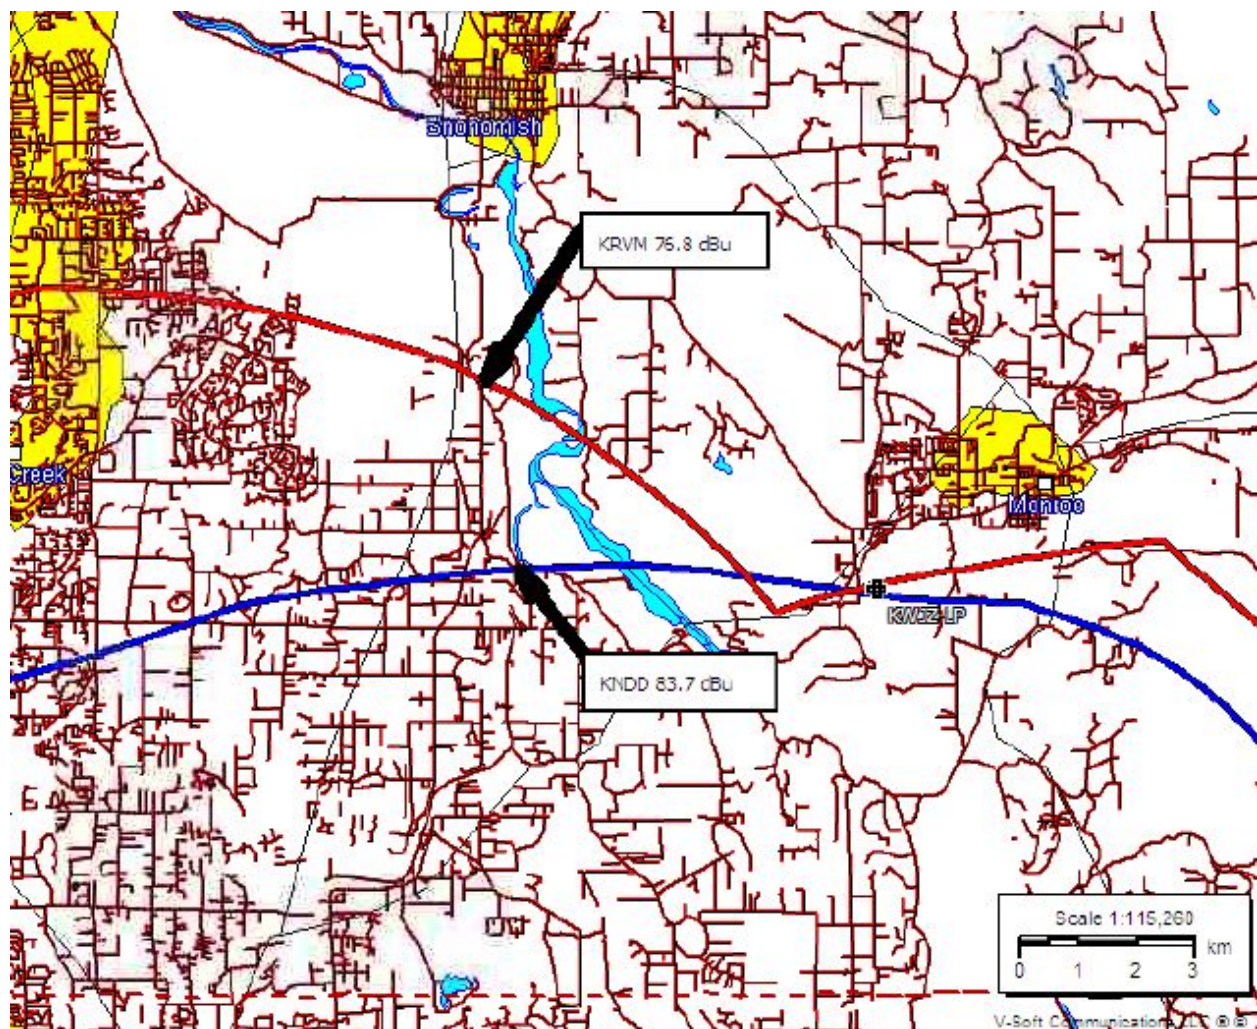 Snohomish
KRVM 76.8 dBu
Creek
Monroe
KWJZ-LP
KNDD 83.7 dBu
Scale 1:115,260
km
0 1 2 3
V-Soft Communications LLC ® ©